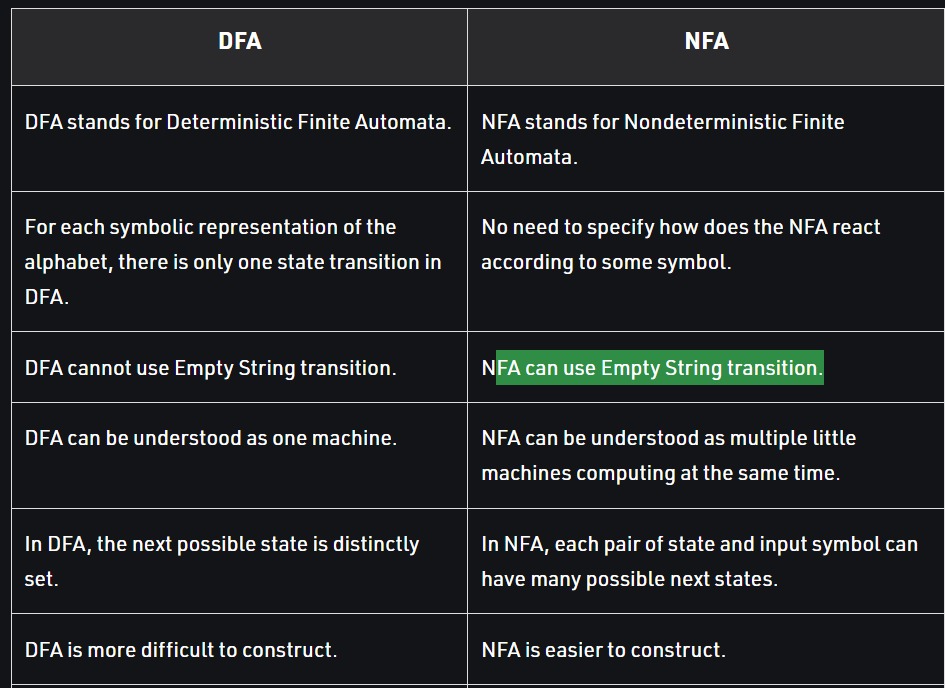 DFA
NFA
DFA stands for Deterministic Finite Automata.
NFA stands for Nondeterministic Finite
Automata.
For each symbolic representation of the
alphabet, there is only one state transition in
DFA.
No need to specify how does the NFA react
according to some symbol.
DFA cannot use Empty String transition.
NFA can use Empty String transition.
DFA can be understood as one machine.
NFA can be understood as multiple little
machines computing at the same time.
In DFA, the next possible state is distinctly
set.
In NFA, each pair of state and input symbol can
have many possible next states.
DFA is more difficult to construct.
NFA is easier to construct.